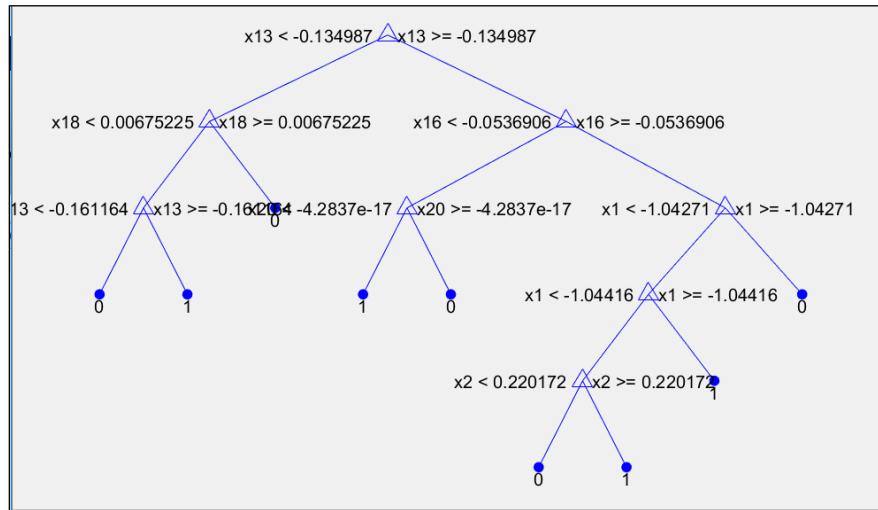 x13 < -0.134987 x13 >= -0.134987
x18 < 0.00675225 x18 >= 0.00675225 x16 < -0.0536906 x16 >= -0.0536906
13 < -0.161164 x13 >= -0.161164 0 x20 < -4.2837e-17 x20 >= -4.2837e-17 x1 < -1.04271 x1 >= -1.04271
0 1 1 0 x1 < -1.04416 x1 >= -1.04416 0
x2 < 0.220172 x2 >= 0.220172 1
0 1